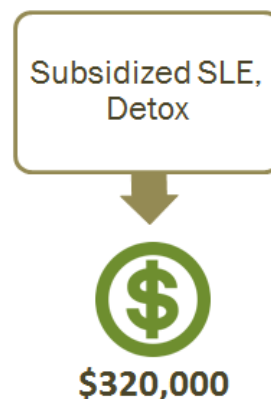 Subsidized SLE,
Detox
$
$320,000